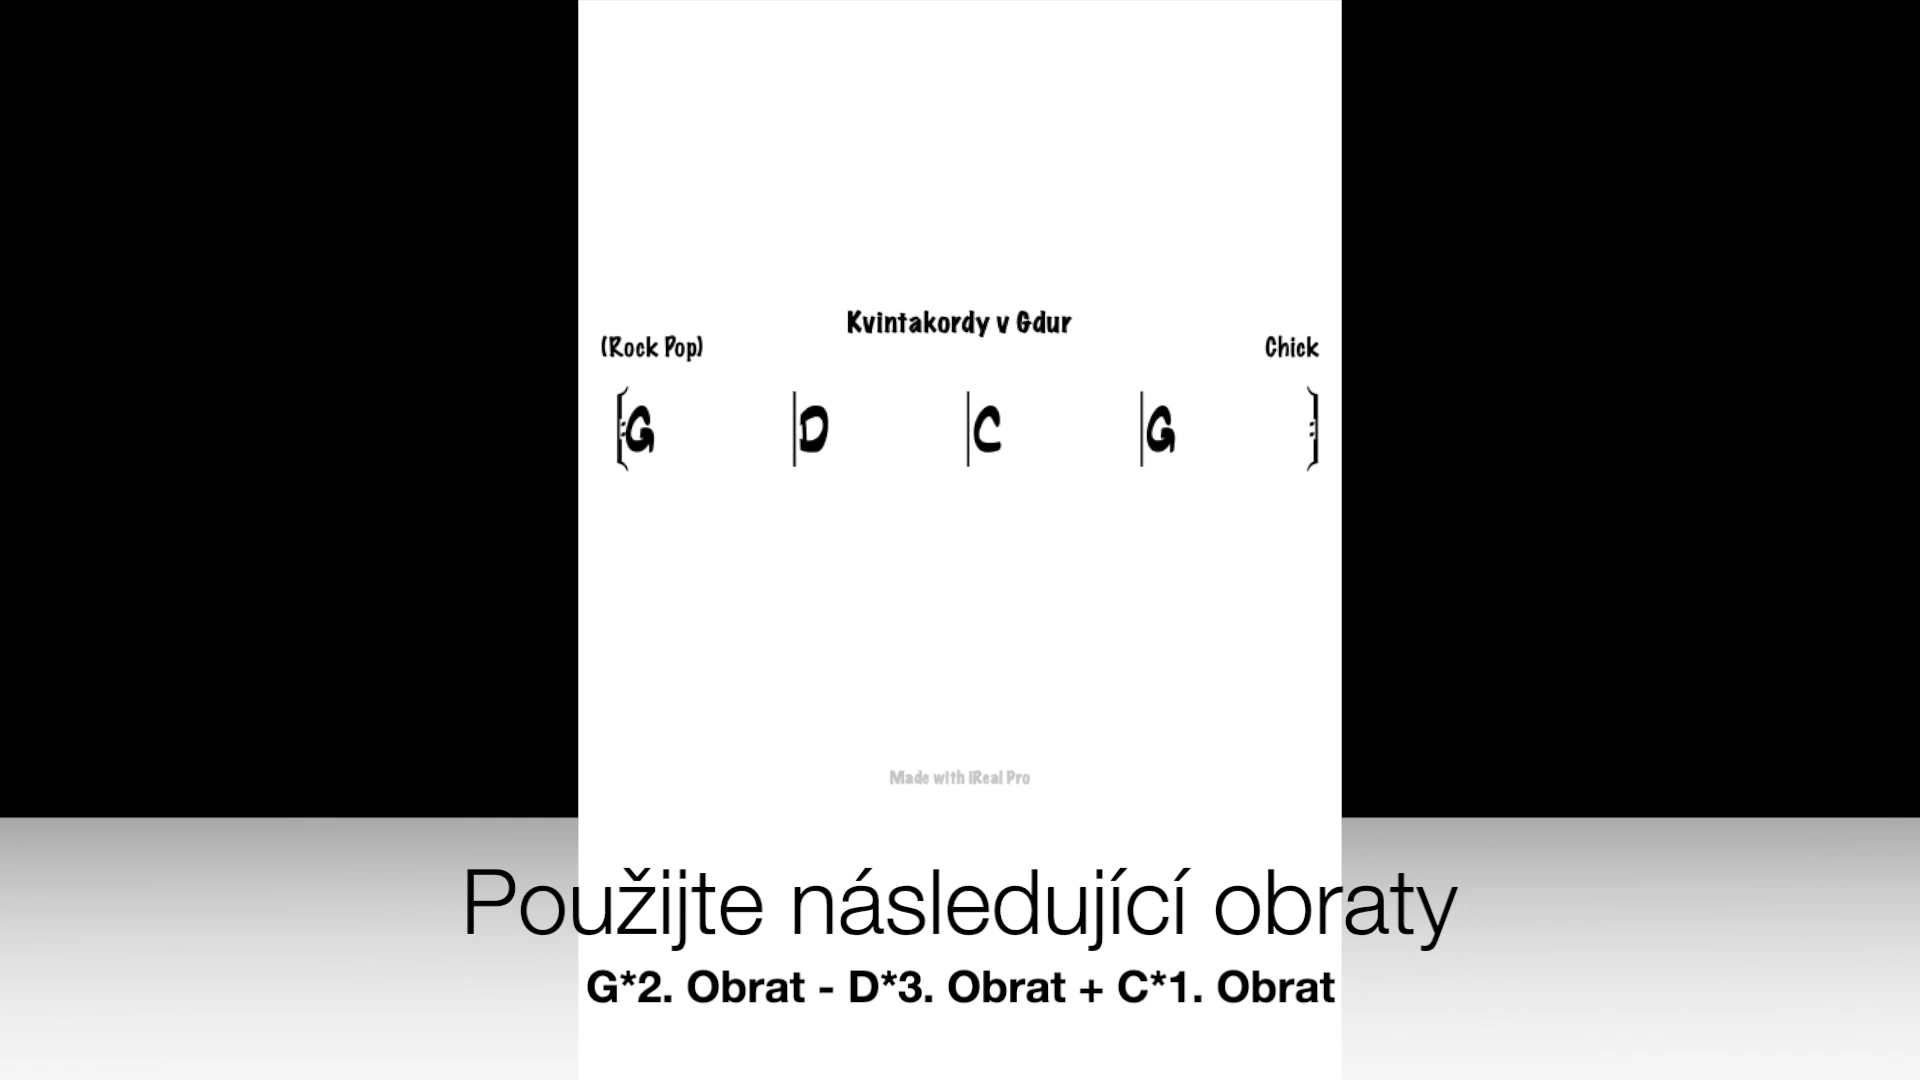 Kvintakordy v Gdur
(Rock Pop) Chick
G D C G
Made with iReal Pro
Použijte následující obraty
G*2. Obrat - D*3. Obrat + C*1. Obrat